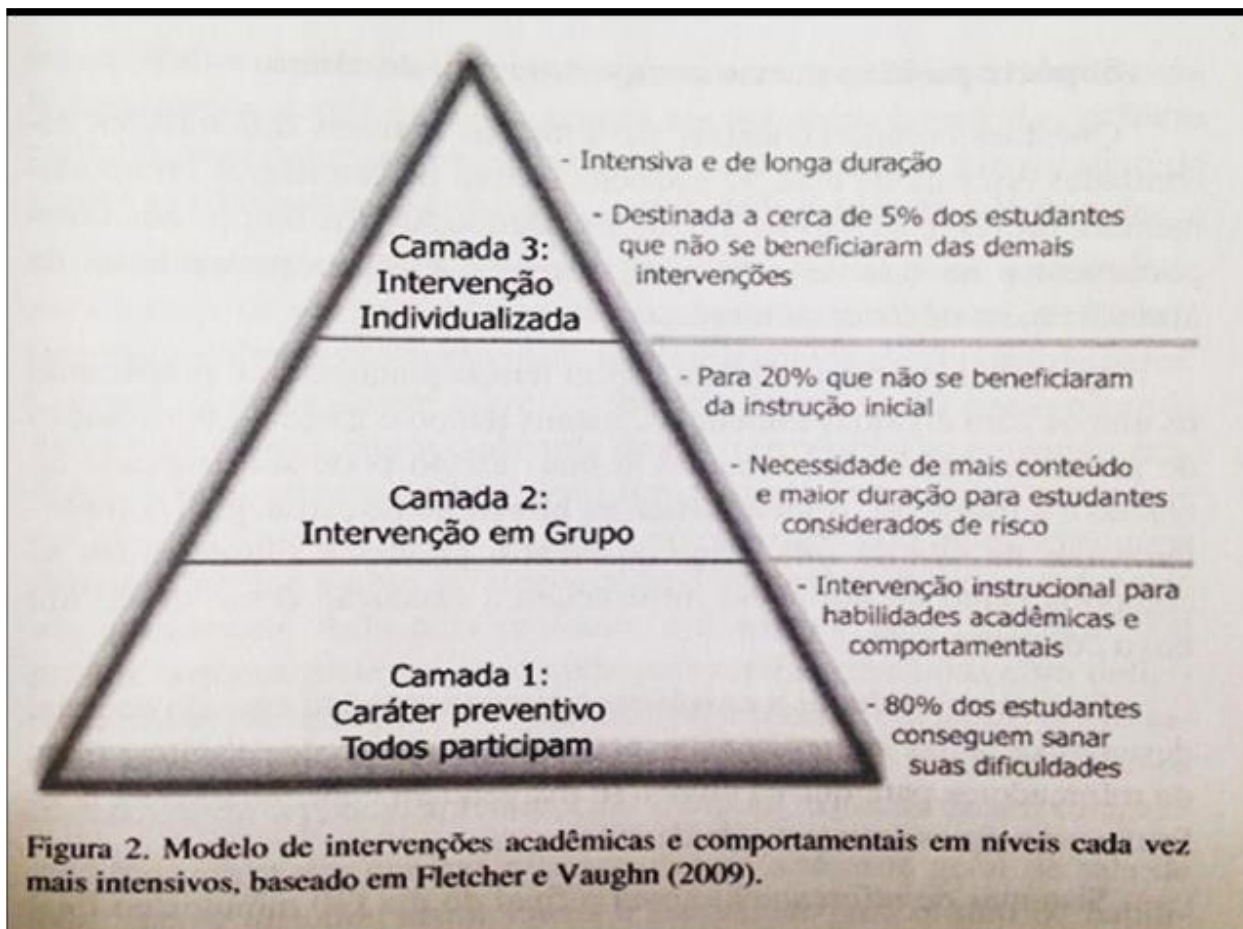 - Intensiva e de longa duração
- Destinada a cerca de 5% dos estudantes
que não se beneficiaram das demais
intervenções
Camada 3:
Intervenção
Individualizada
- Para 20% que não se beneficiaram
da instrução inicial
- Necessidade de mais conteúdo
e maior duração para estudantes
considerados de risco
Camada 2:
Intervenção em Grupo
- Intervenção instrucional para
habilidades acadêmicas e
comportamentais
Camada 1:
Caráter preventivo
Todos participam
- 80% dos estudantes
conseguem sanar
suas dificuldades
Figura 2. Modelo de intervenções acadêmicas e comportamentais em níveis cada vez
mais intensivos, baseado em Fletcher e Vaughn (2009).